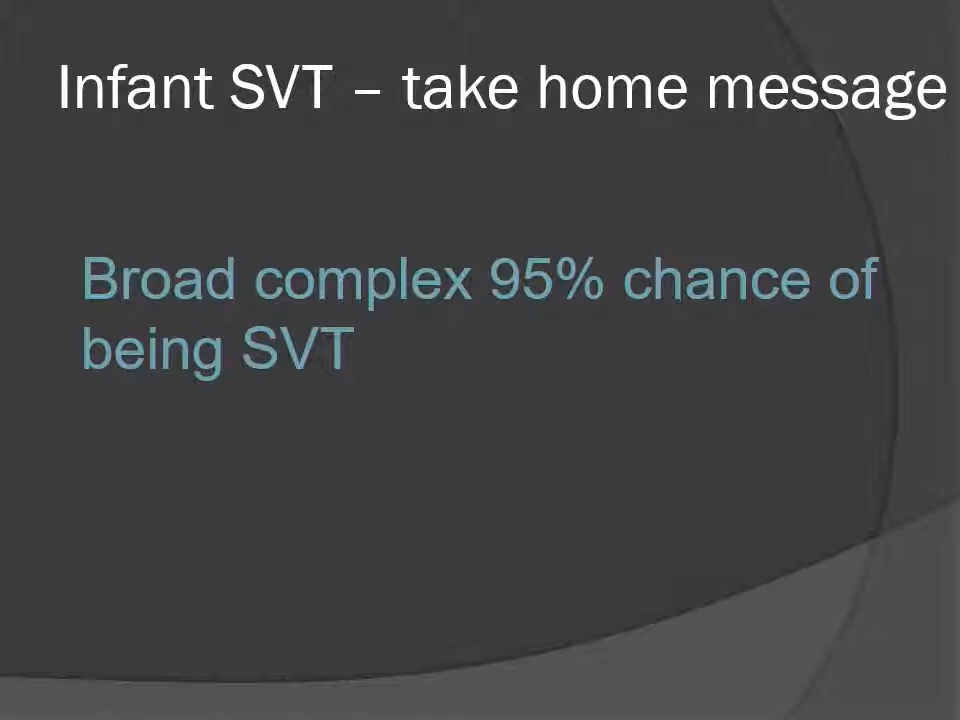 Infant SVT – take home message
Broad complex 95% chance of
being SVT